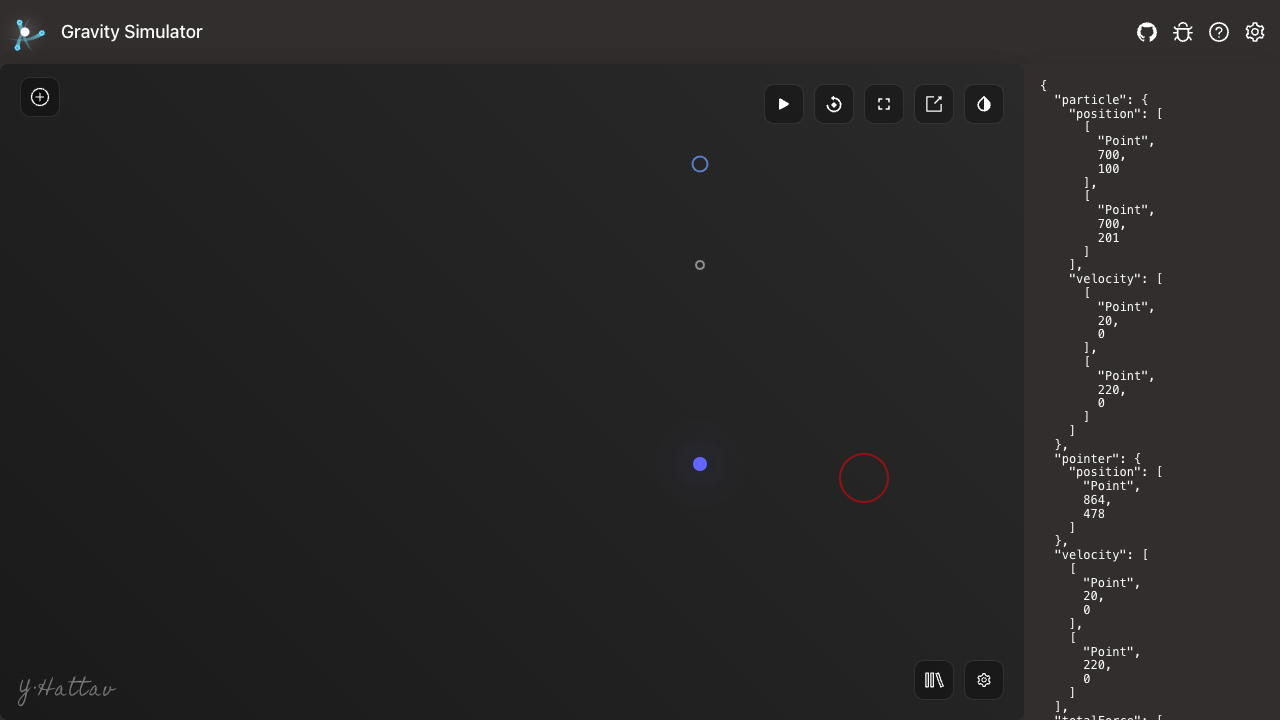 Gravity Simulator
{
"particle": {
"position": [
[
"Point",
700,
100
],
[
"Point",
700,
201
]
],
"velocity": [
[
"Point",
20,
0
],
[
"Point",
220,
0
]
]
},
"pointer": {
"position": [
"Point",
864,
478
]
},
"velocity": [
[
"Point",
20,
0
],
[
"Point",
220,
0
]
],
"totalForce": [
Y·Hattav